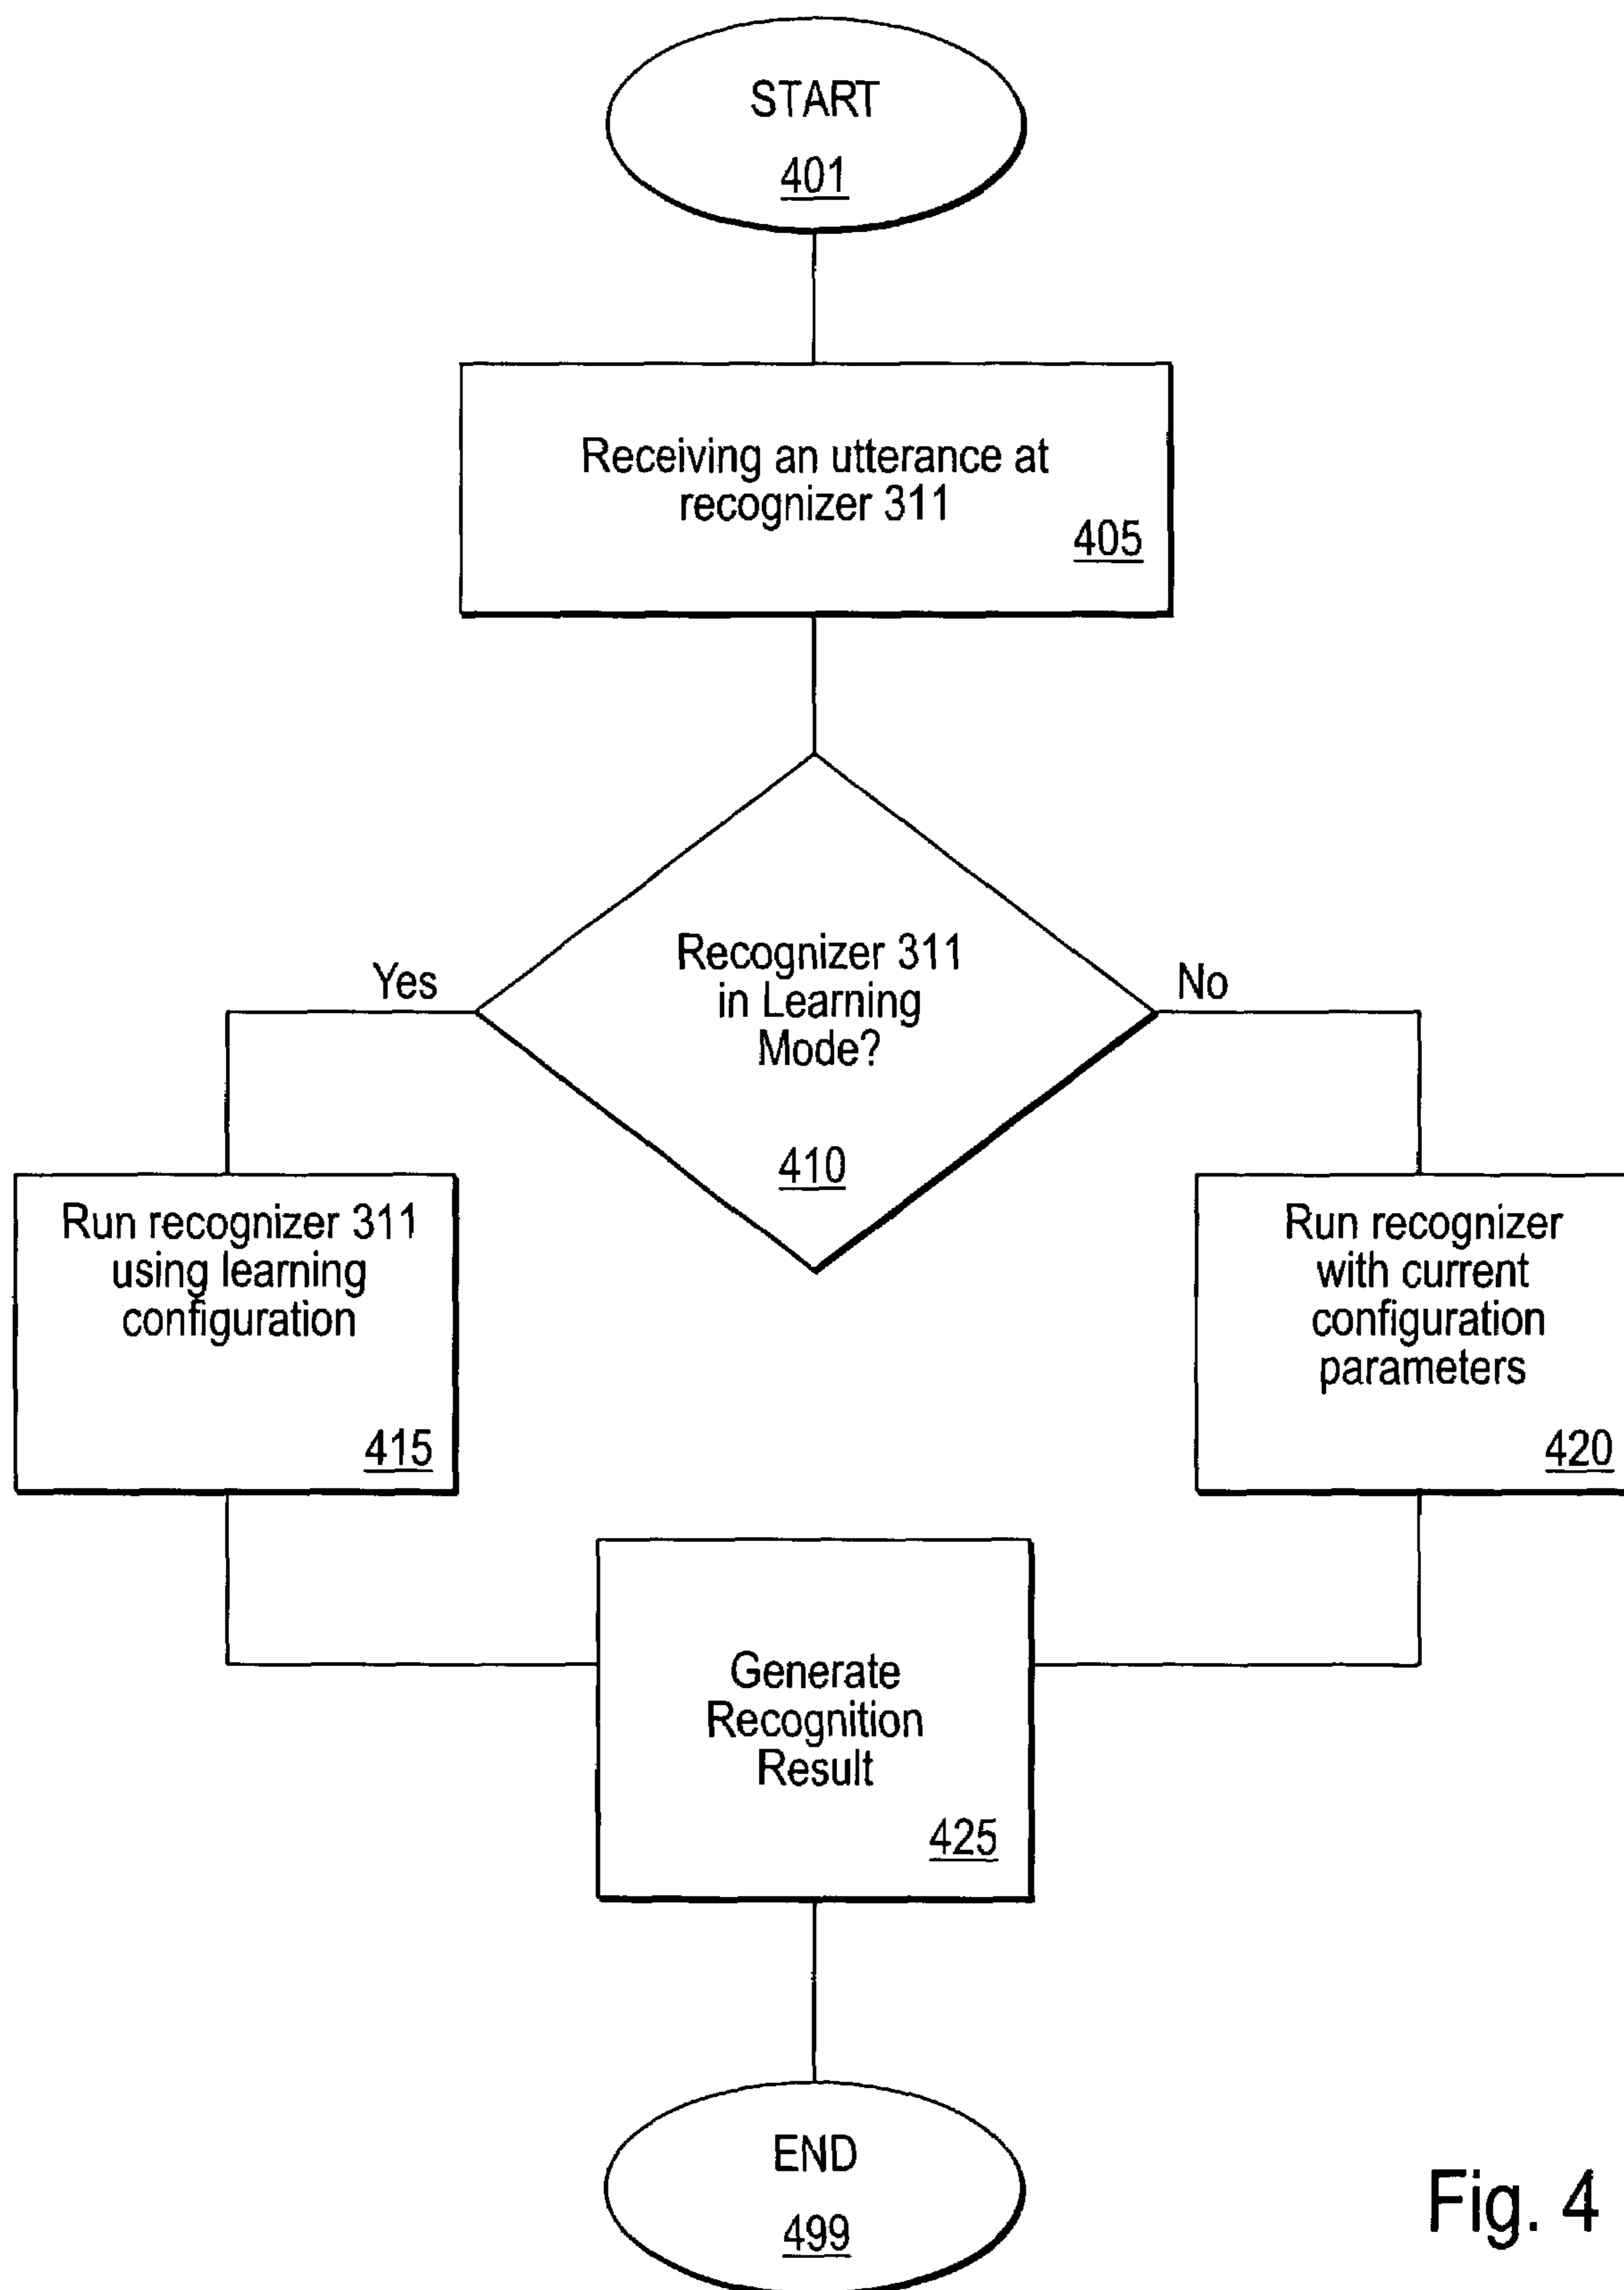 START
401
Receiving an utterance at
recognizer 311
405
Recognizer 311
in Learning
Mode?
410
Yes
No
Run recognizer 311
using learning
configuration
415
Run recognizer
with current
configuration
parameters
420
Generate
Recognition
Result
425
END
499
Fig. 4